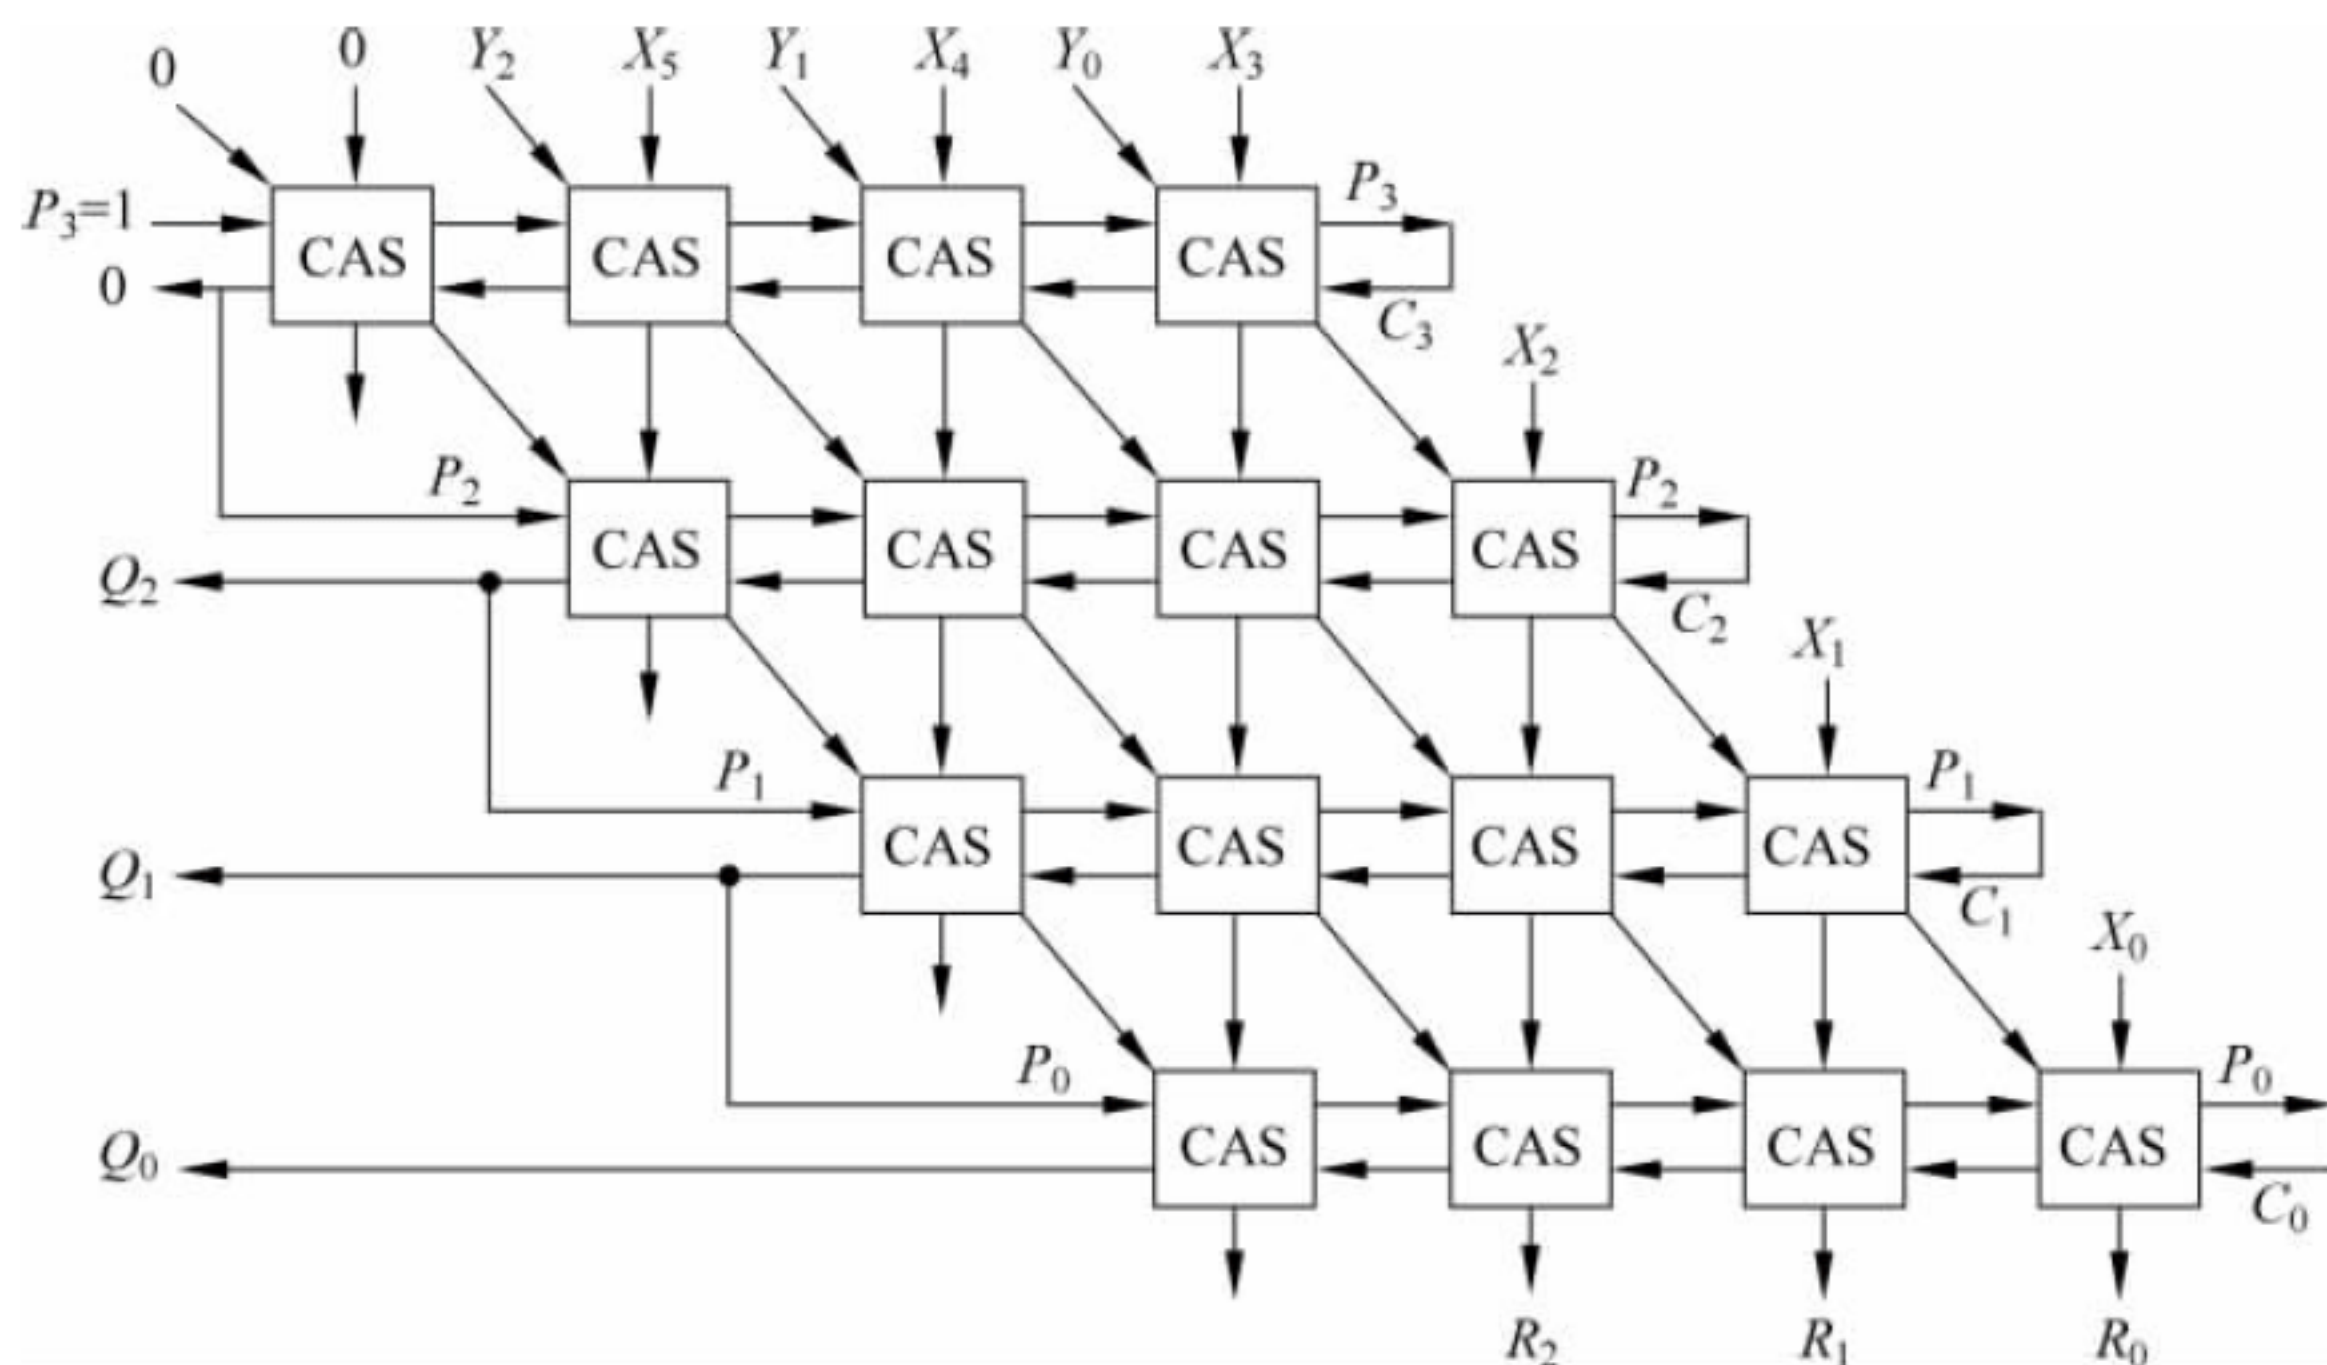 0 0 Y2 X5 Y1 X4 Y0 X3
P3=1 CAS CAS CAS CAS P3
0 C3
X2
P2 CAS CAS CAS CAS P2
Q2 C2
X1
P1 CAS CAS CAS CAS P1
Q1 C1
X0
P0 CAS CAS CAS CAS P0
Q0 C0
R2 R1 R0